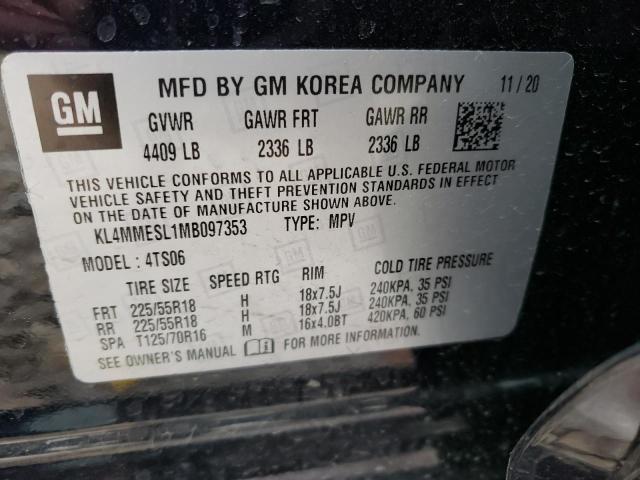 GM
MFD BY GM KOREA COMPANY 11/20
GVWR GAWR FRT GAWR RR
4409 LB 2336 LB 2336 LB
THIS VEHICLE CONFORMS TO ALL APPLICABLE U.S. FEDERAL MOTOR
VEHICLE SAFETY AND THEFT PREVENTION STANDARDS IN EFFECT
ON THE DATE OF MANUFACTURE SHOWN ABOVE.
KL4MMESL1MB097353 TYPE: MPV
MODEL: 4TS06
TIRE SIZE SPEED RTG RIM COLD TIRE PRESSURE
FRT 225/55R18 H 18x7.5J 240KPA, 35 PSI
RR 225/55R18 H 18x7.5J 240KPA, 35 PSI
SPA T125/70R16 M 16x4.0BT 420KPA, 60 PSI
SEE OWNER'S MANUAL FOR MORE INFORMATION.